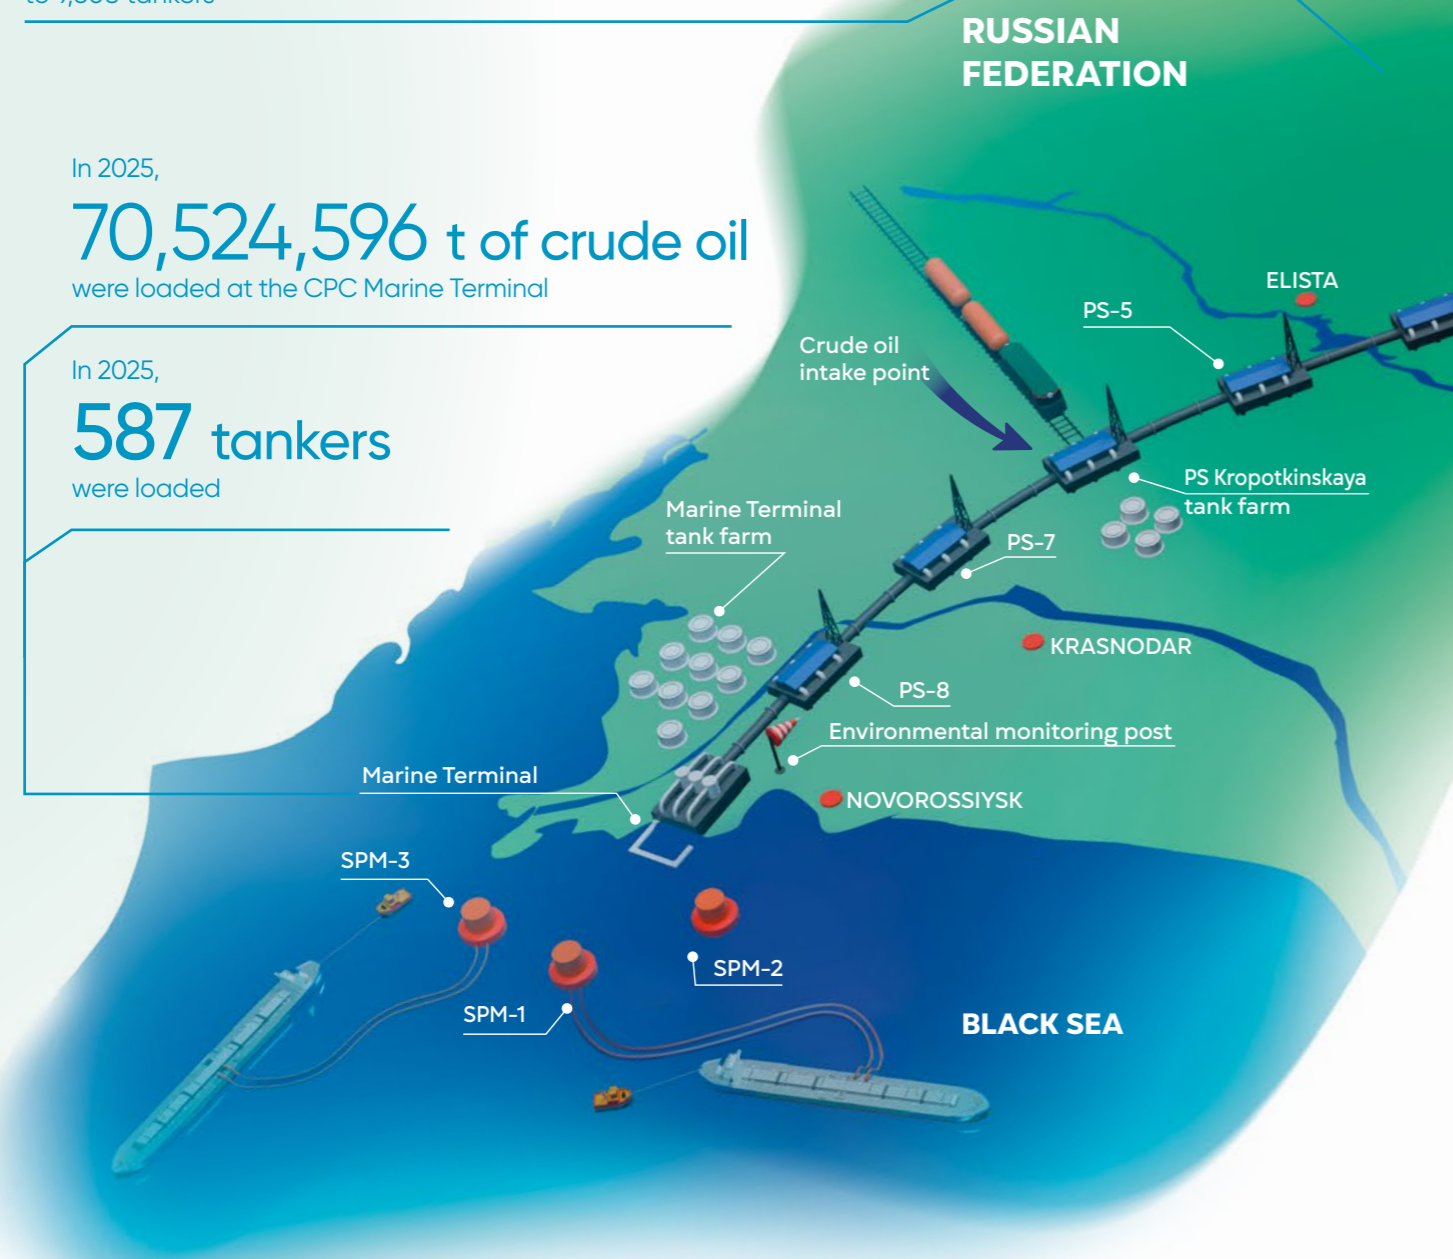 RUSSIAN
FEDERATION
In 2025,
70,524,596 t of crude oil
were loaded at the CPC Marine Terminal
In 2025,
587 tankers
were loaded
ELISTA
PS-5
Crude oil
intake point
PS Kropotkinskaya
tank farm
Marine Terminal
tank farm
PS-7
KRASNODAR
PS-8
Environmental monitoring post
Marine Terminal
NOVOROSSIYSK
SPM-3
SPM-2
SPM-1
BLACK SEA